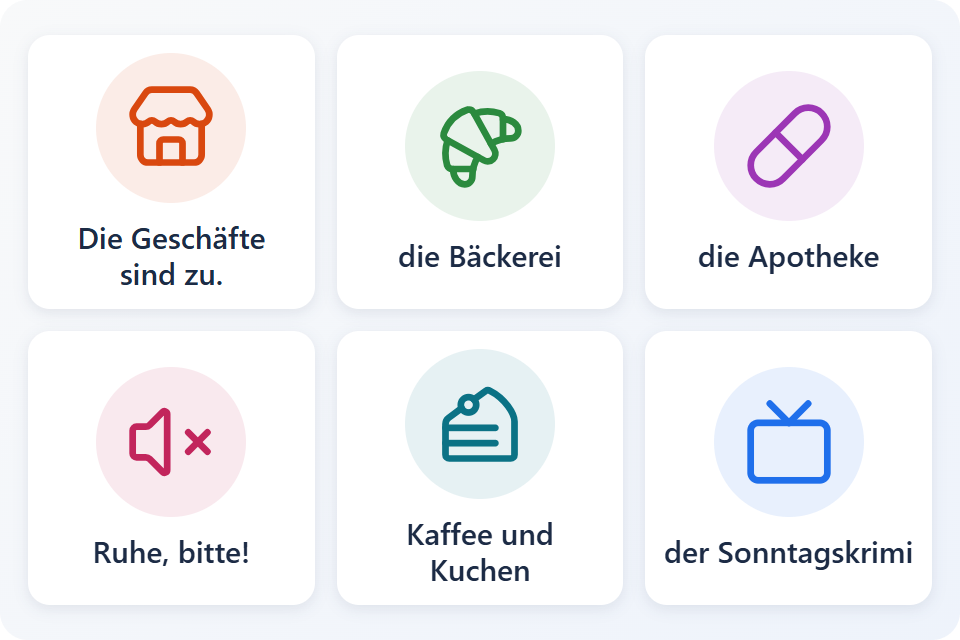 Die Geschäfte
sind zu.
die Bäckerei
die Apotheke
Ruhe, bitte!
Kaffee und
Kuchen
der Sonntagskrimi